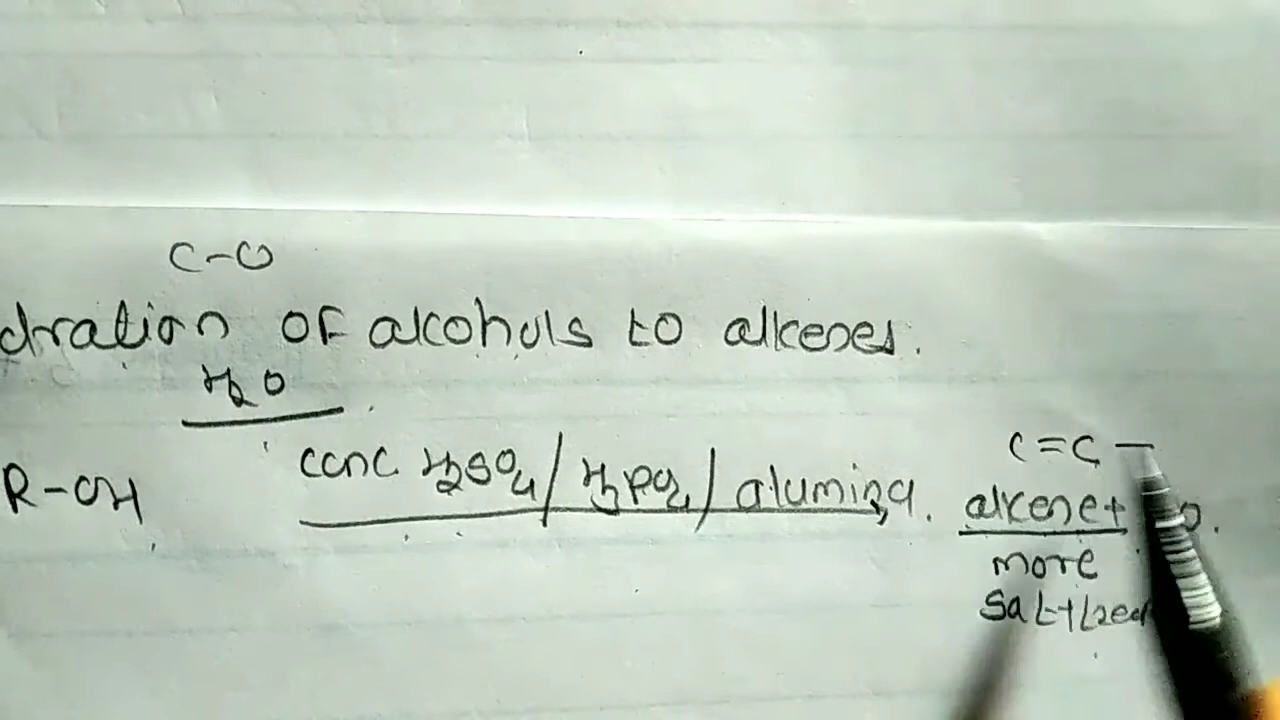 C-O
dration of alcohols to alkenes.
H2O
C=C-
R-OH conc H2SO4/H3PO4/alumina. alkene+
more